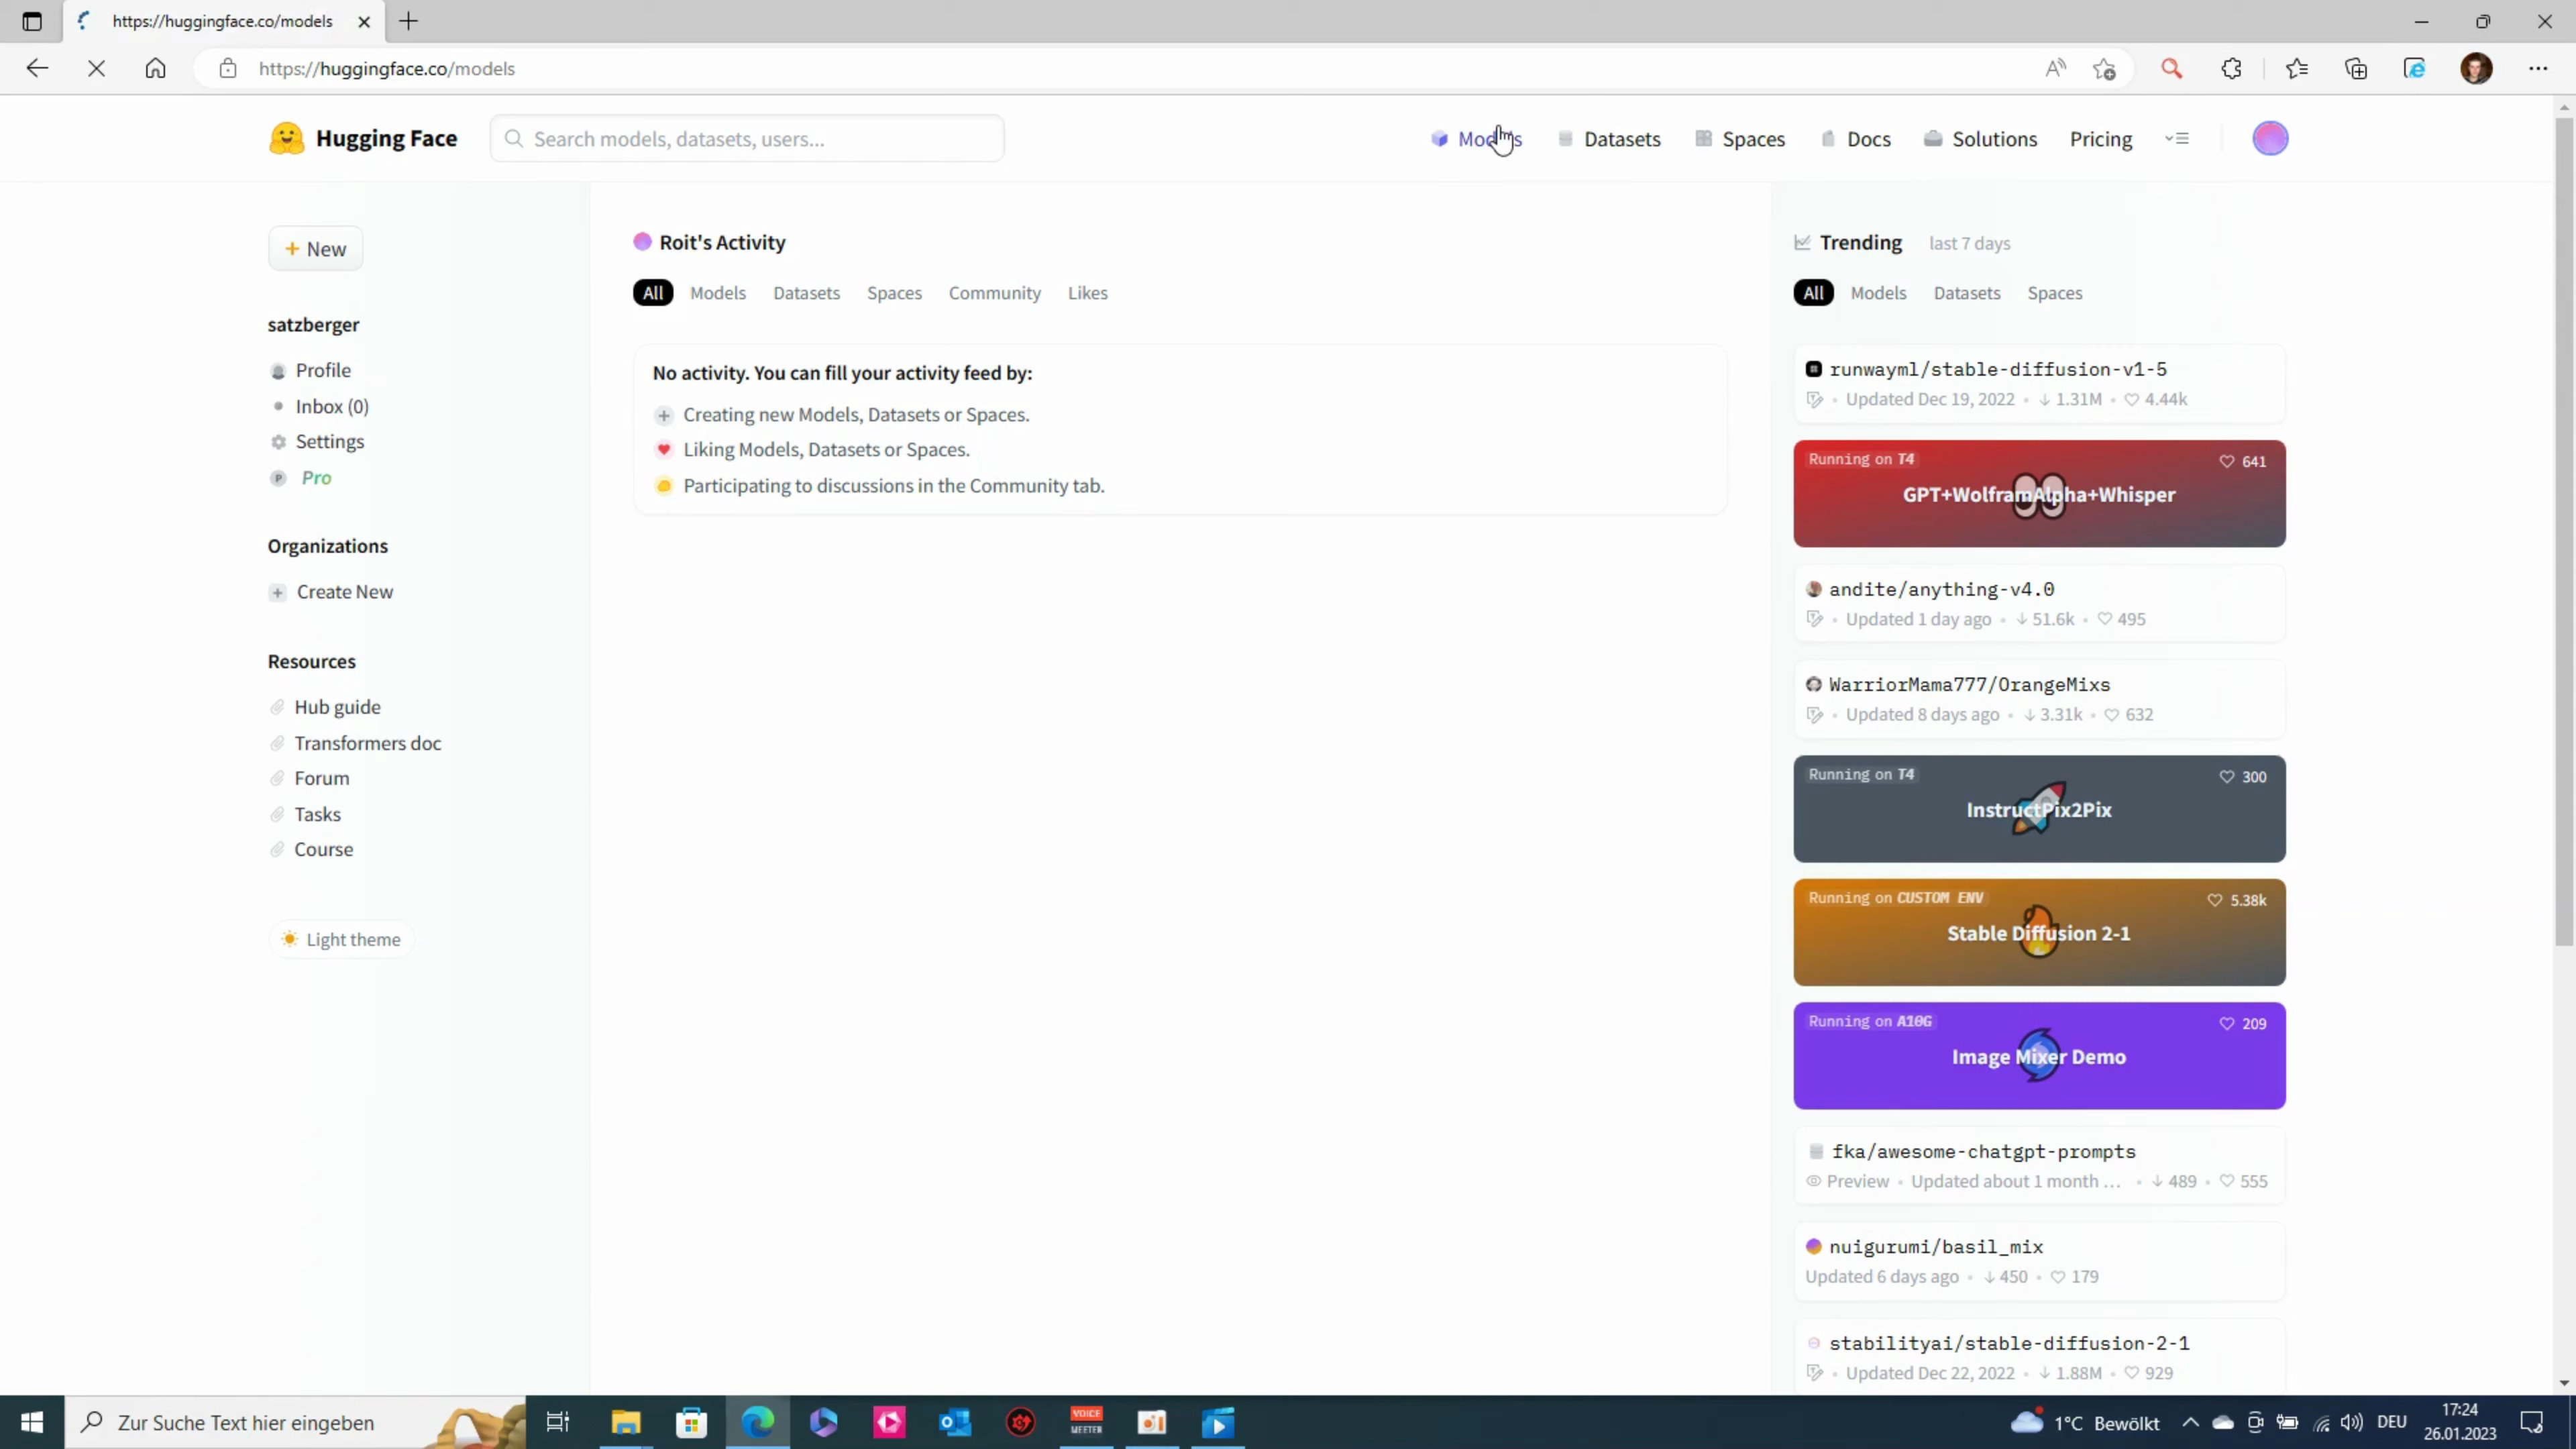 https://huggingface.co/models
https://huggingface.co/models
Hugging Face
Search models, datasets, users...
Models
Datasets
Spaces
Docs
Solutions
Pricing
New
satzberger
Profile
Inbox (0)
Settings
Pro
Organizations
Create New
Resources
Hub guide
Transformers doc
Forum
Tasks
Course
Light theme
Roit's Activity
All Models Datasets Spaces Community Likes
No activity. You can fill your activity feed by:
Creating new Models, Datasets or Spaces.
Liking Models, Datasets or Spaces.
Participating to discussions in the Community tab.
Trending last 7 days
All Models Datasets Spaces
runwayml/stable-diffusion-v1-5
Updated Dec 19, 2022 • 1.31M • 4.44k
Running on T4 641
GPT+WolframAlpha+Whisper
andite/anything-v4.0
Updated 1 day ago • 51.6k • 495
WarriorMama777/OrangeMixs
Updated 8 days ago • 3.31k • 632
Running on T4 300
InstructPix2Pix
Running on CUSTOM ENV 5.38k
Stable Diffusion 2-1
Running on A10G 209
Image Mixer Demo
fka/awesome-chatgpt-prompts
Preview • Updated about 1 month ... • 489 • 555
nuigurumi/basil_mix
Updated 6 days ago • 450 • 179
stabilityai/stable-diffusion-2-1
Updated Dec 22, 2022 • 1.88M • 929
Zur Suche Text hier eingeben
VOICE
MEETER
1°C Bewölkt
DEU
17:24
26.01.2023